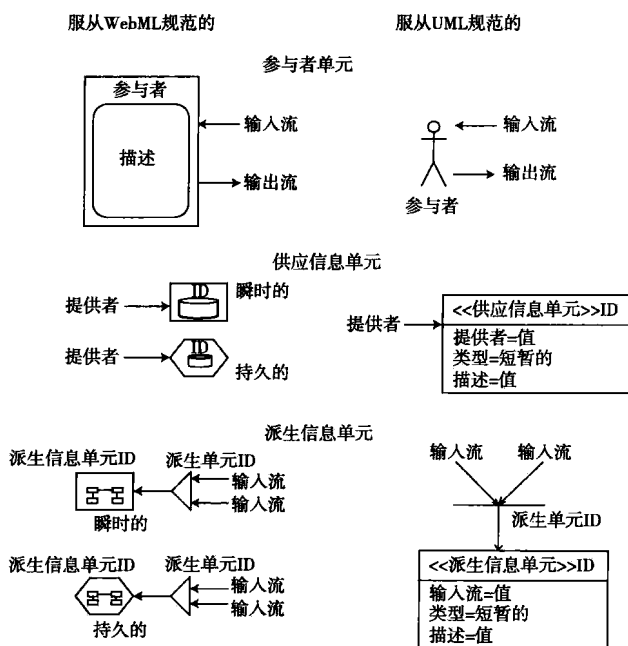 服从WebML规范的
服从UML规范的
参与者单元
参与者
描述
输入流
输出流
输入流
输出流
参与者
供应信息单元
提供者
ID
瞬时的
提供者
ID
持久的
提供者
<<供应信息单元>>ID
提供者=值
类型=短暂的
描述=值
派生信息单元
派生信息单元ID
派生单元ID
输入流
输入流
瞬时的
派生信息单元ID
派生单元ID
输入流
输入流
持久的
输入流
输入流
派生单元ID
<<派生信息单元>>ID
输入流=值
类型=短暂的
描述=值